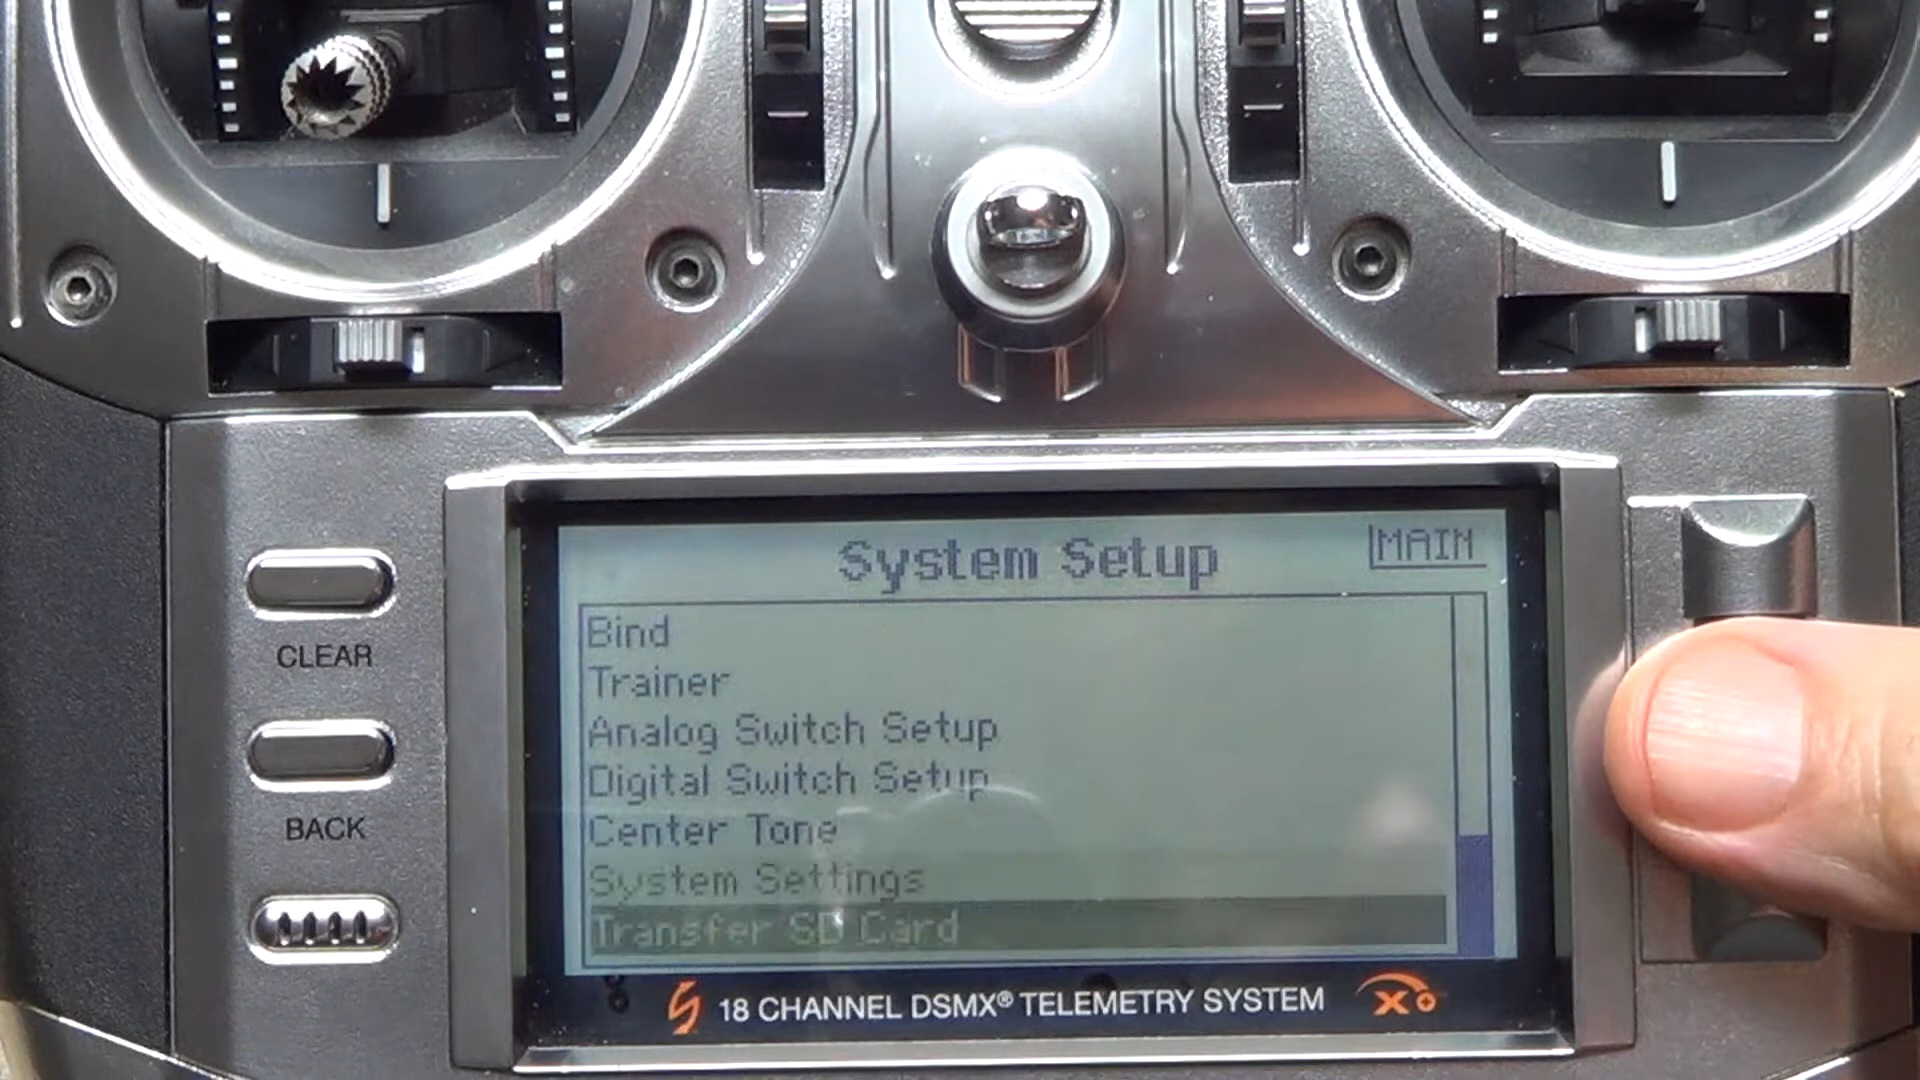 System Setup
MAIN
Bind
Trainer
Analog Switch Setup
Digital Switch Setup
Center Tone
System Settings
Transfer SD Card
CLEAR
BACK
18 CHANNEL DSMX® TELEMETRY SYSTEM